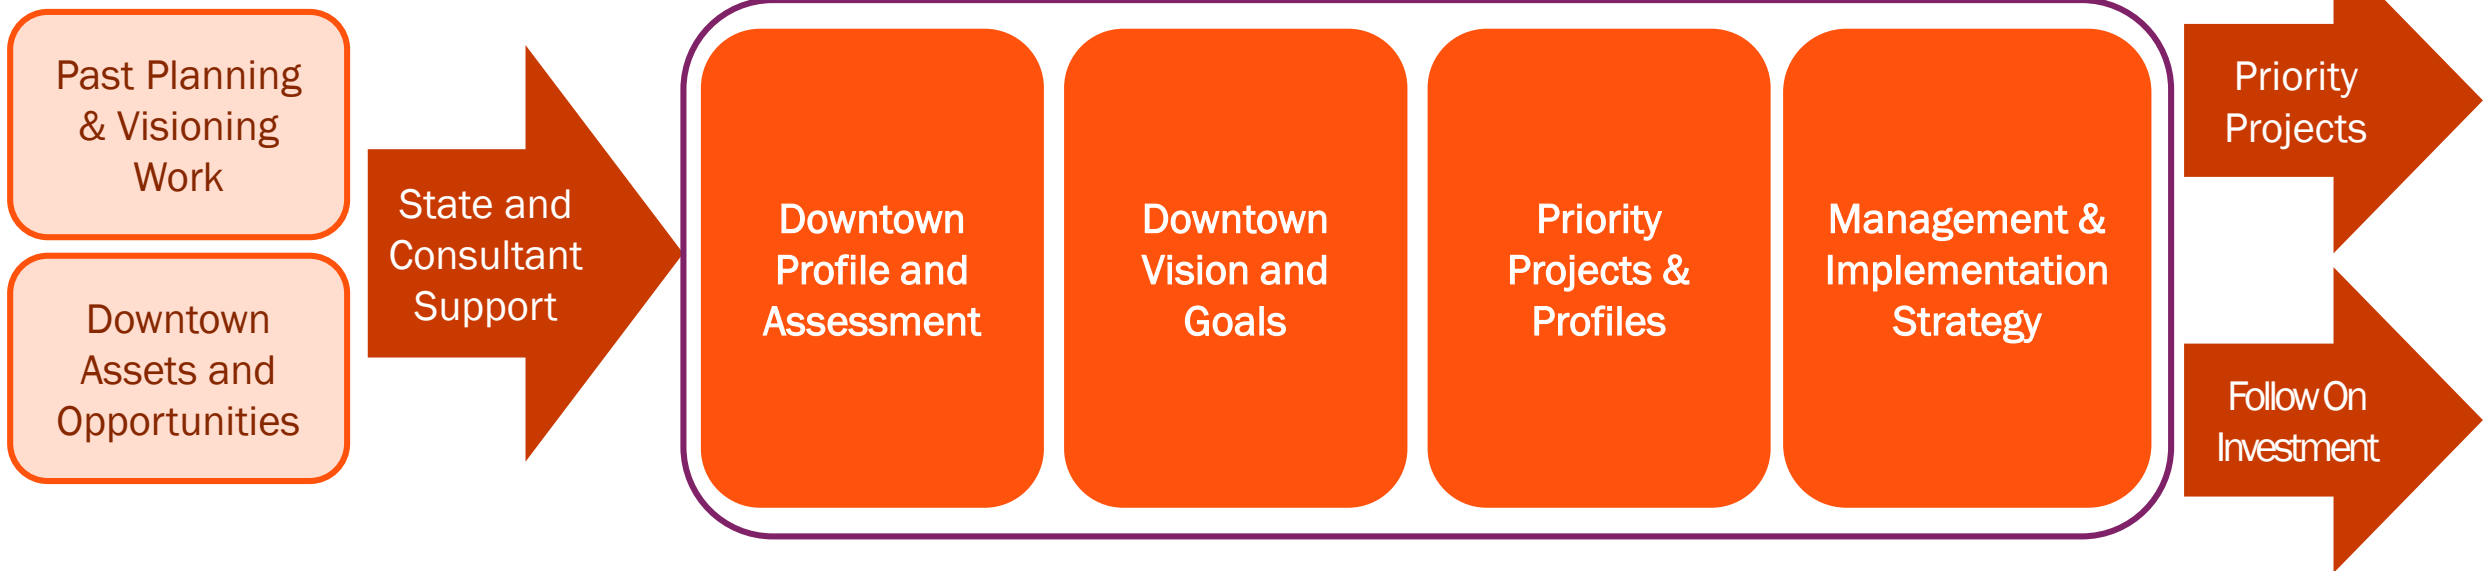 Past Planning
& Visioning
Work
Downtown
Assets and
Opportunities
State and
Consultant
Support
Downtown
Profile and
Assessment
Downtown
Vision and
Goals
Priority
Projects &
Profiles
Management &
Implementation
Strategy
Priority
Projects
Follow On
Investment